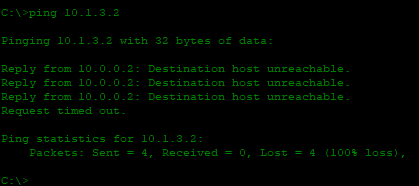 C:\>ping 10.1.3.2
Pinging 10.1.3.2 with 32 bytes of data:
Reply from 10.0.0.2: Destination host unreachable.
Reply from 10.0.0.2: Destination host unreachable.
Reply from 10.0.0.2: Destination host unreachable.
Request timed out.
Ping statistics for 10.1.3.2:
    Packets: Sent = 4, Received = 0, Lost = 4 (100% loss),
C:\>